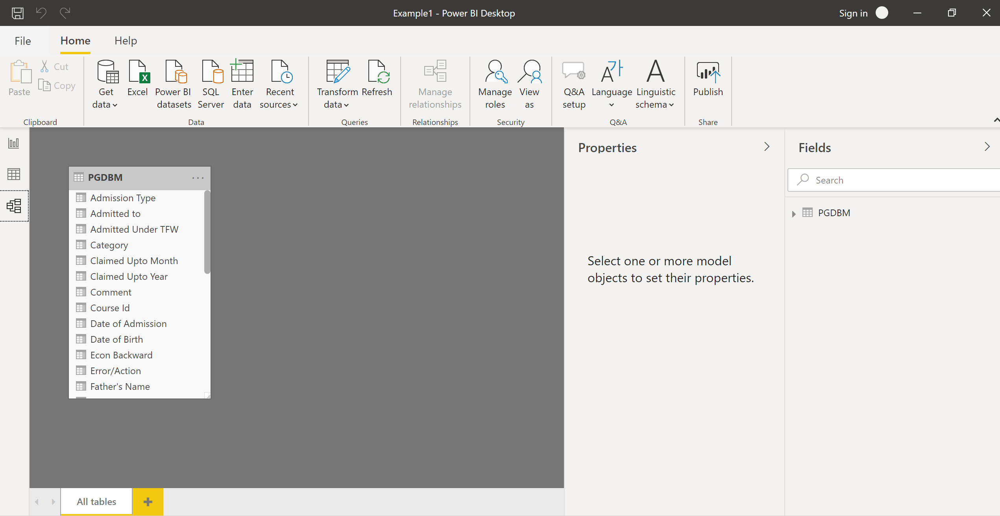 Example1 - Power BI Desktop
Sign in
File
Home
Help
Paste
Cut
Copy
Clipboard
Get data
Excel
Power BI datasets
SQL Server
Enter data
Recent sources
Data
Transform data
Refresh
Queries
Manage relationships
Relationships
Manage roles
View as
Security
Q&A setup
Language
Linguistic schema
Q&A
Publish
Share
PGDBM
Admission Type
Admitted to
Admitted Under TFW
Category
Claimed Upto Month
Claimed Upto Year
Comment
Course Id
Date of Admission
Date of Birth
Econ Backward
Error/Action
Father's Name
Properties
Select one or more model
objects to set their properties.
Fields
Search
PGDBM
All tables